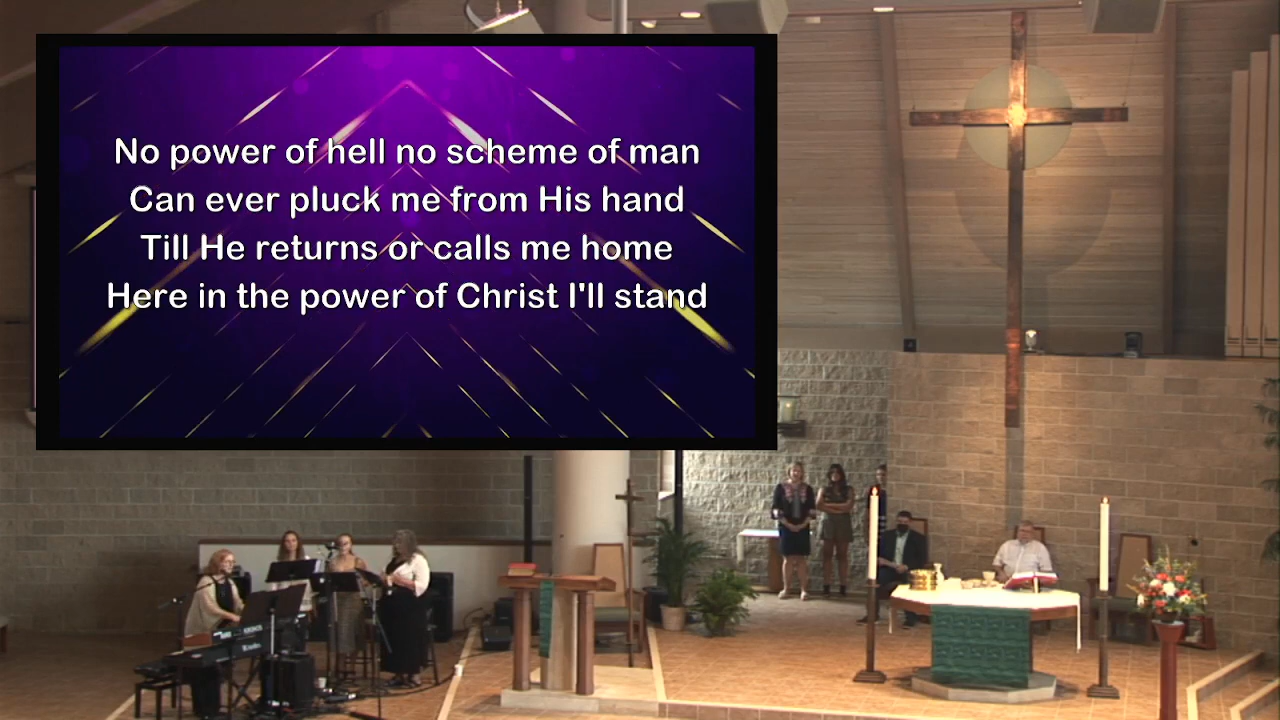 No power of hell no scheme of man
Can ever pluck me from His hand
Till He returns or calls me home
Here in the power of Christ I'll stand